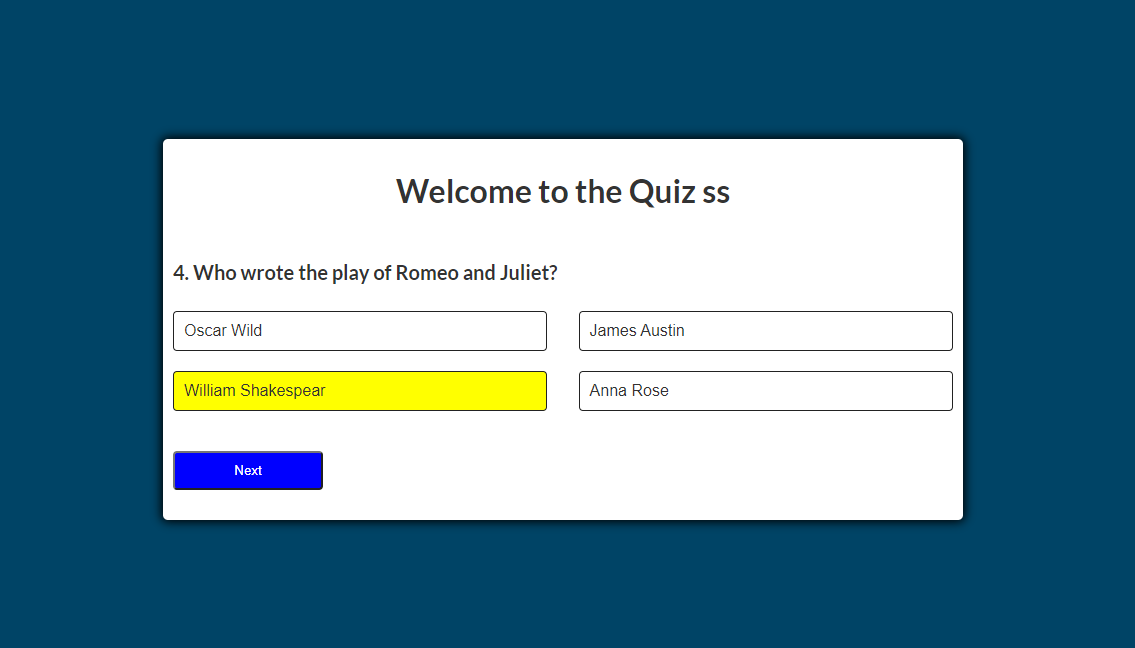 Welcome to the Quiz ss
4. Who wrote the play of Romeo and Juliet?
Oscar Wild
James Austin
William Shakespear
Anna Rose
Next